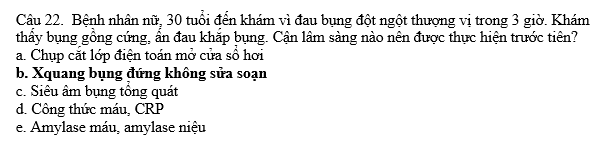 Câu 22.  Bệnh nhân nữ, 30 tuổi đến khám vì đau bụng đột ngột thượng vị trong 3 giờ. Khám
thấy bụng gồng cứng, ấn đau khắp bụng. Cận lâm sàng nào nên được thực hiện trước tiên?
a. Chụp cắt lớp điện toán mở cửa sổ hơi
b. Xquang bụng đứng không sửa soạn
c. Siêu âm bụng tổng quát
d. Công thức máu, CRP
e. Amylase máu, amylase niệu